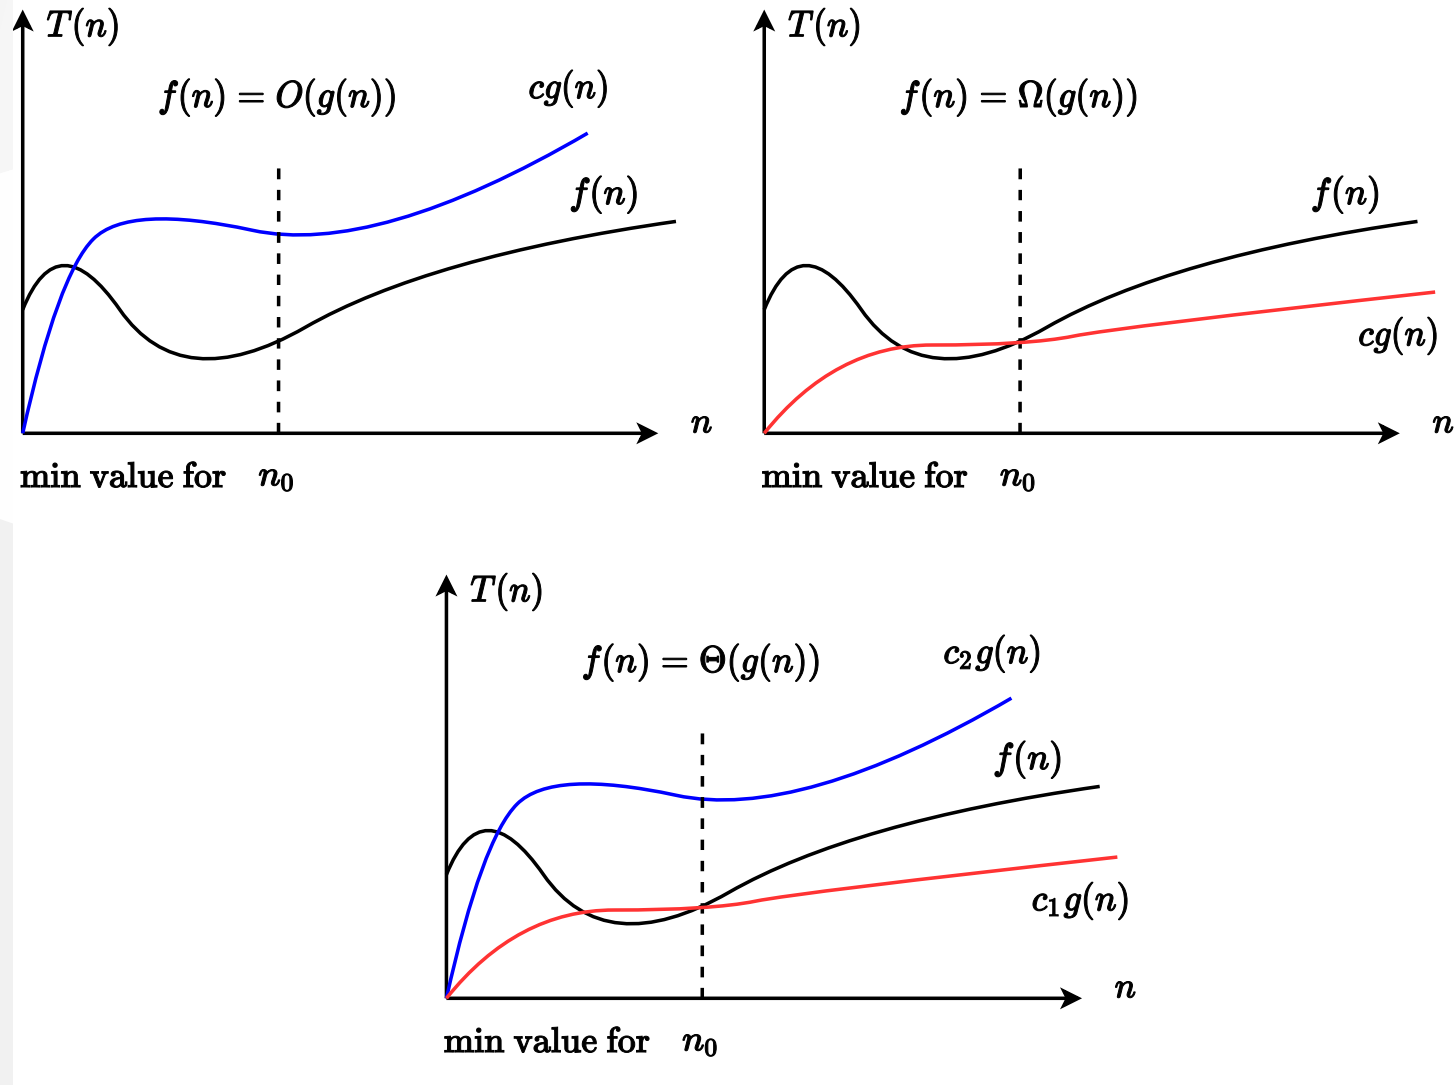 T(n)
f(n) = O(g(n))
cg(n)
f(n)
n
min value for n₀
T(n)
f(n) = Ω(g(n))
f(n)
cg(n)
n
min value for n₀
T(n)
f(n) = Θ(g(n))
c₂g(n)
f(n)
c₁g(n)
n
min value for n₀